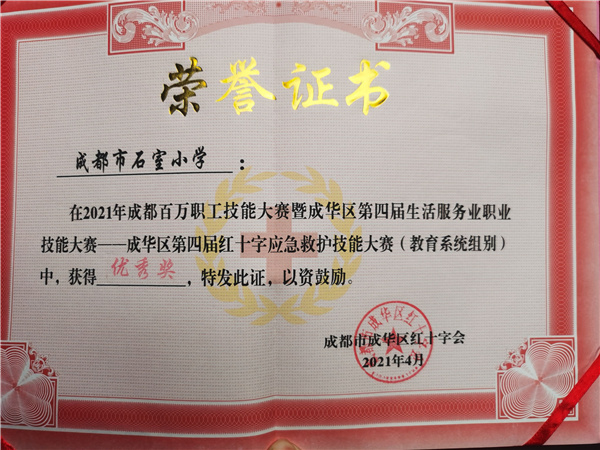 荣誉证书
成都市石室小学：
在2021年成都百万职工技能大赛暨成华区第四届生活服务业职业
技能大赛——成华区第四届红十字应急救护技能大赛（教育系统组别）
中，获得优秀奖，特发此证，以资鼓励。
成都市成华区红十字会
2021年4月